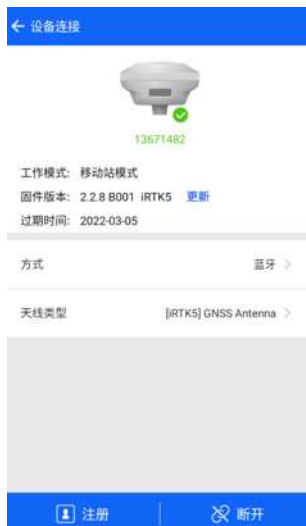 设备连接
13671482
工作模式: 移动站模式
固件版本: 2.2.8 B001 iRTK5 更新
过期时间: 2022-03-05
方式 蓝牙
天线类型 [iRTK5] GNSS Antenna
注册 断开